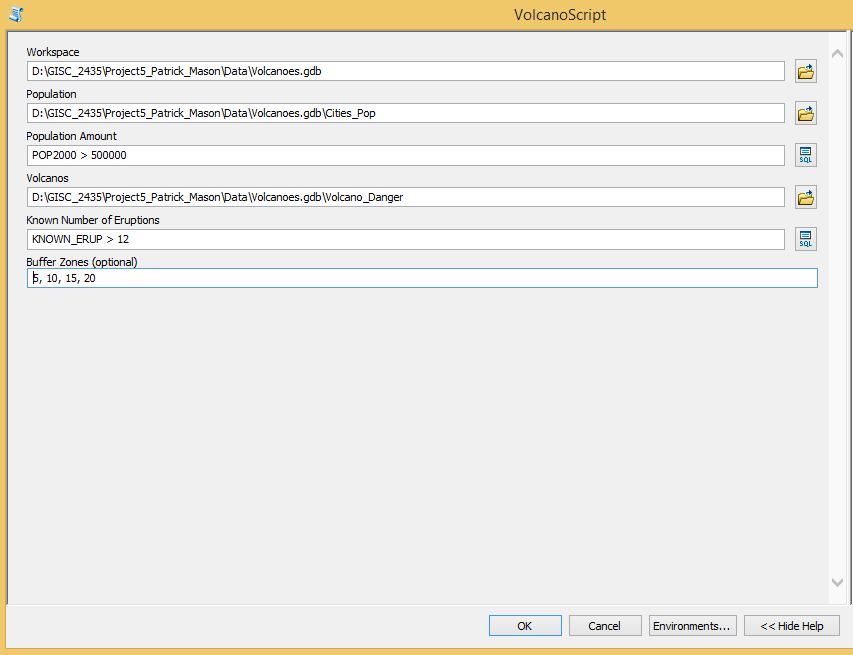 VolcanoScript
Workspace
D:\GISC_2435\Project5_Patrick_Mason\Data\Volcanoes.gdb
Population
D:\GISC_2435\Project5_Patrick_Mason\Data\Volcanoes.gdb\Cities_Pop
Population Amount
POP2000 > 500000
SQL
Volcanos
D:\GISC_2435\Project5_Patrick_Mason\Data\Volcanoes.gdb\Volcano_Danger
Known Number of Eruptions
KNOWN_ERUP > 12
SQL
Buffer Zones (optional)
5, 10, 15, 20
OK Cancel Environments... << Hide Help